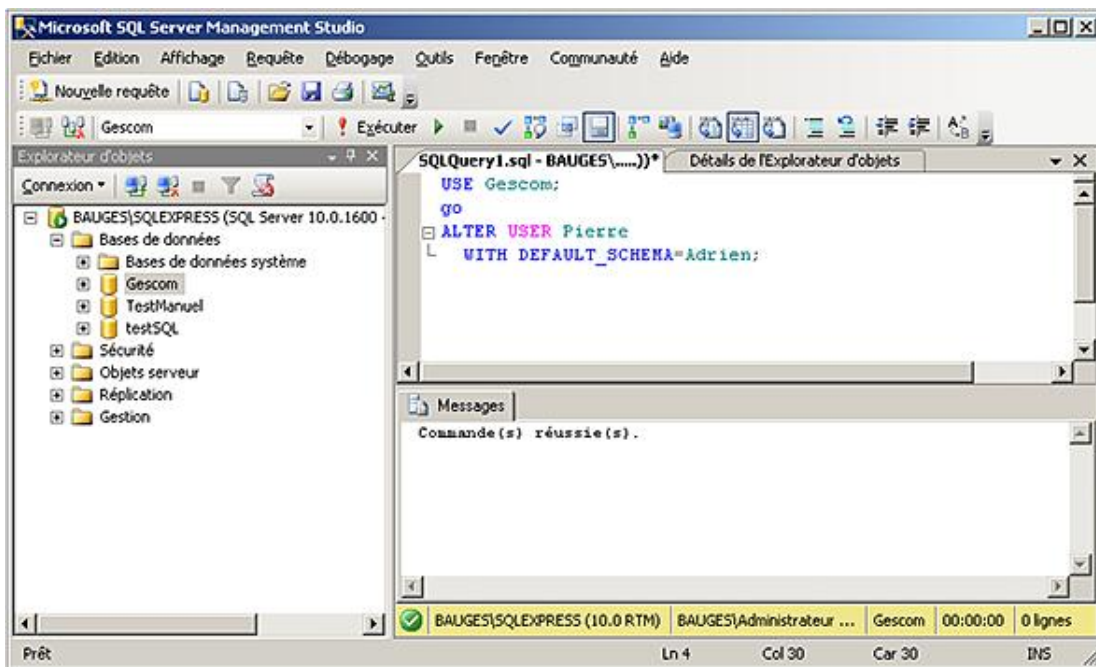 Microsoft SQL Server Management Studio
Fichier Edition Affichage Requête Débogage Outils Fenêtre Communauté Aide
Nouvelle requête
Gescom Exécuter
Explorateur d'objets
Connexion
BAUGES\SQLEXPRESS (SQL Server 10.0.1600 -
Bases de données
Bases de données système
Gescom
TestManuel
testSQL
Sécurité
Objets serveur
Réplication
Gestion
SQLQuery1.sql - BAUGES\.....))* Détails de l'Explorateur d'objets
USE Gescom;
go
ALTER USER Pierre
WITH DEFAULT_SCHEMA=Adrien;
Messages
Commande(s) réussie(s).
BAUGES\SQLEXPRESS (10.0 RTM) BAUGES\Administrateur ... Gescom 00:00:00 0 lignes
Prêt Ln 4 Col 30 Car 30 INS